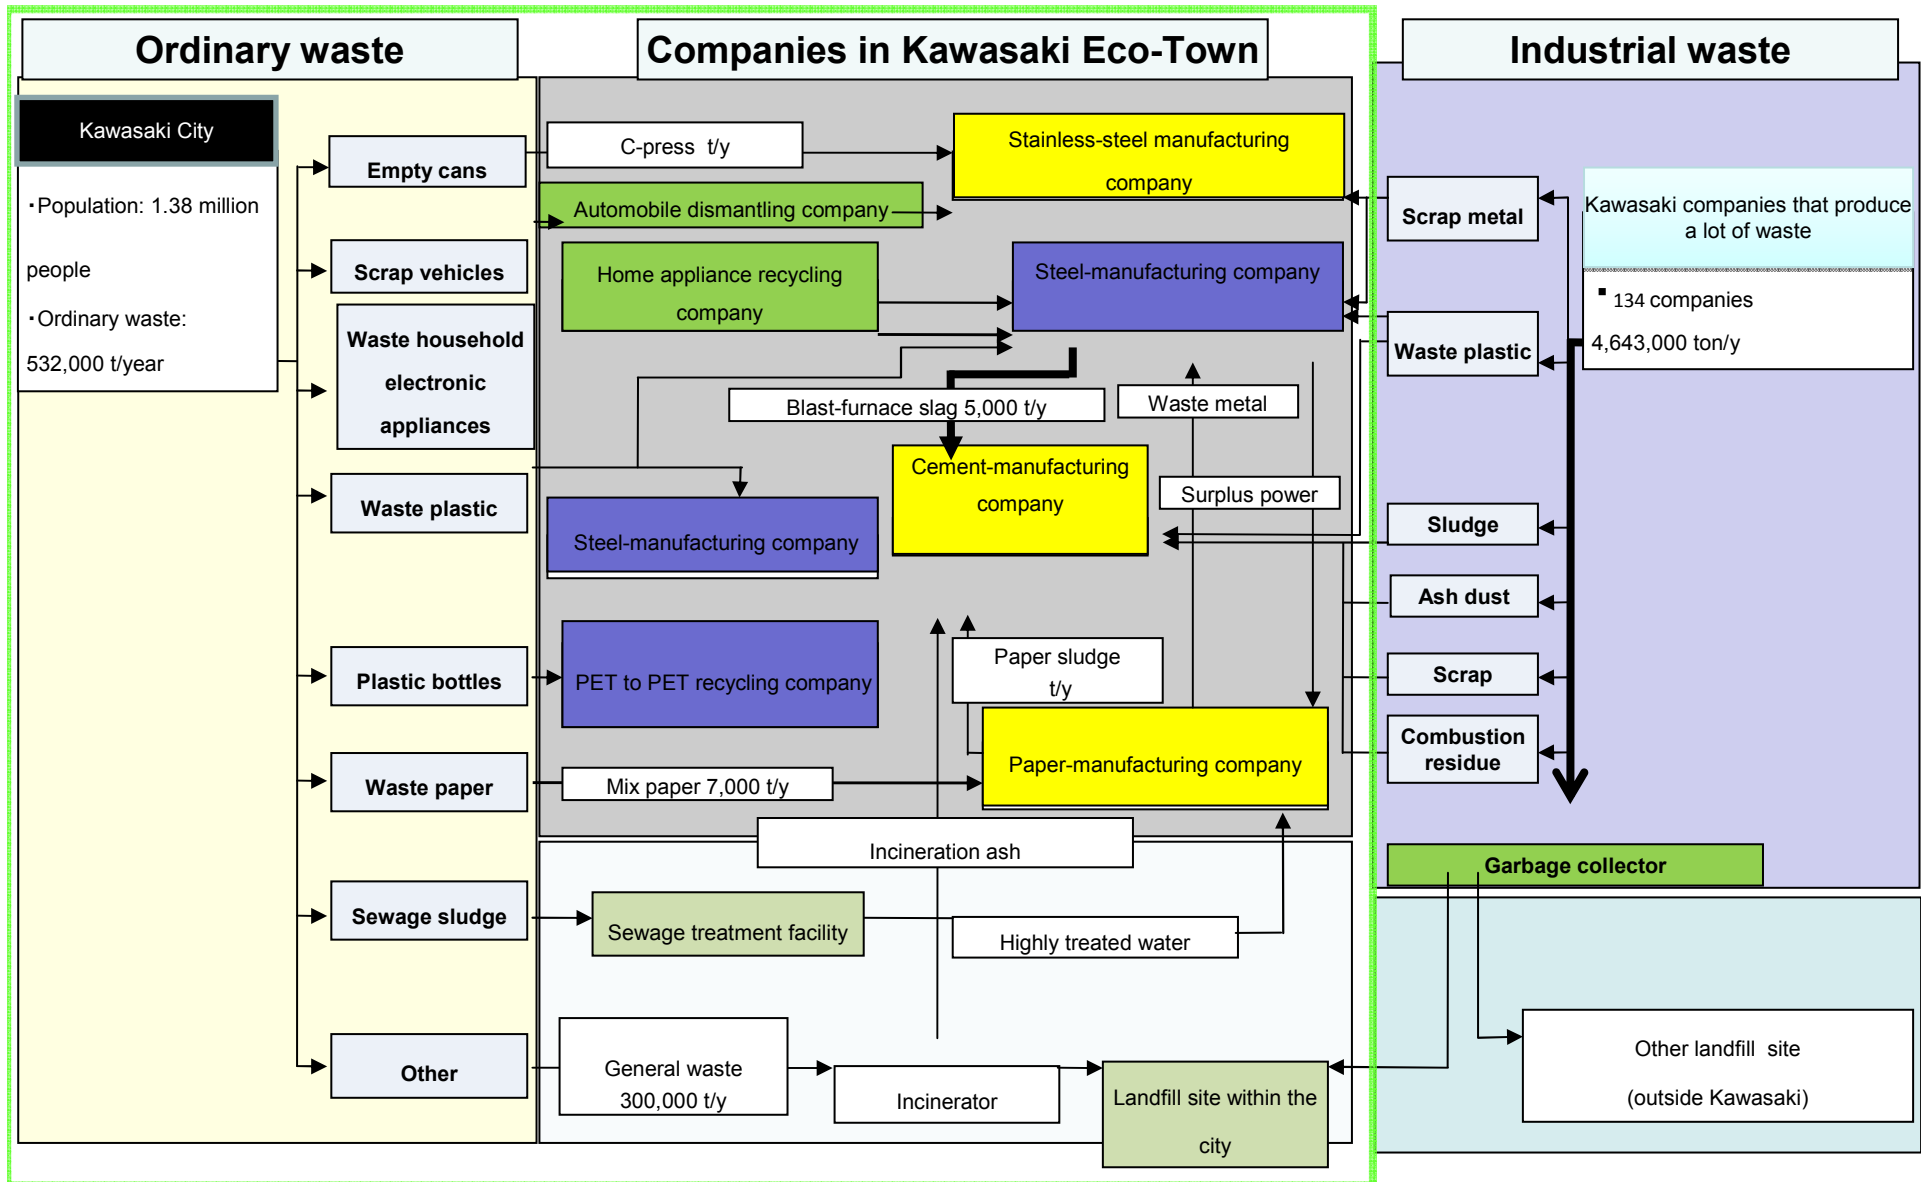 Ordinary waste
Companies in Kawasaki Eco-Town
Industrial waste
Kawasaki City
・Population: 1.38 million
people
・Ordinary waste:
532,000 t/year
Empty cans
Scrap vehicles
Waste household
electronic
appliances
Waste plastic
Plastic bottles
Waste paper
Sewage sludge
Other
C-press t/y
Stainless-steel manufacturing
company
Automobile dismantling company
Home appliance recycling
company
Steel-manufacturing company
Blast-furnace slag 5,000 t/y
Waste metal
Cement-manufacturing
company
Surplus power
Steel-manufacturing company
PET to PET recycling company
Paper sludge
t/y
Paper-manufacturing company
Mix paper 7,000 t/y
Incineration ash
Sewage treatment facility
Highly treated water
General waste
300,000 t/y
Incinerator
Landfill site within the
city
Scrap metal
Waste plastic
Sludge
Ash dust
Scrap
Combustion
residue
Kawasaki companies that produce
a lot of waste
▪ 134 companies
4,643,000 ton/y
Garbage collector
Other landfill site
(outside Kawasaki)